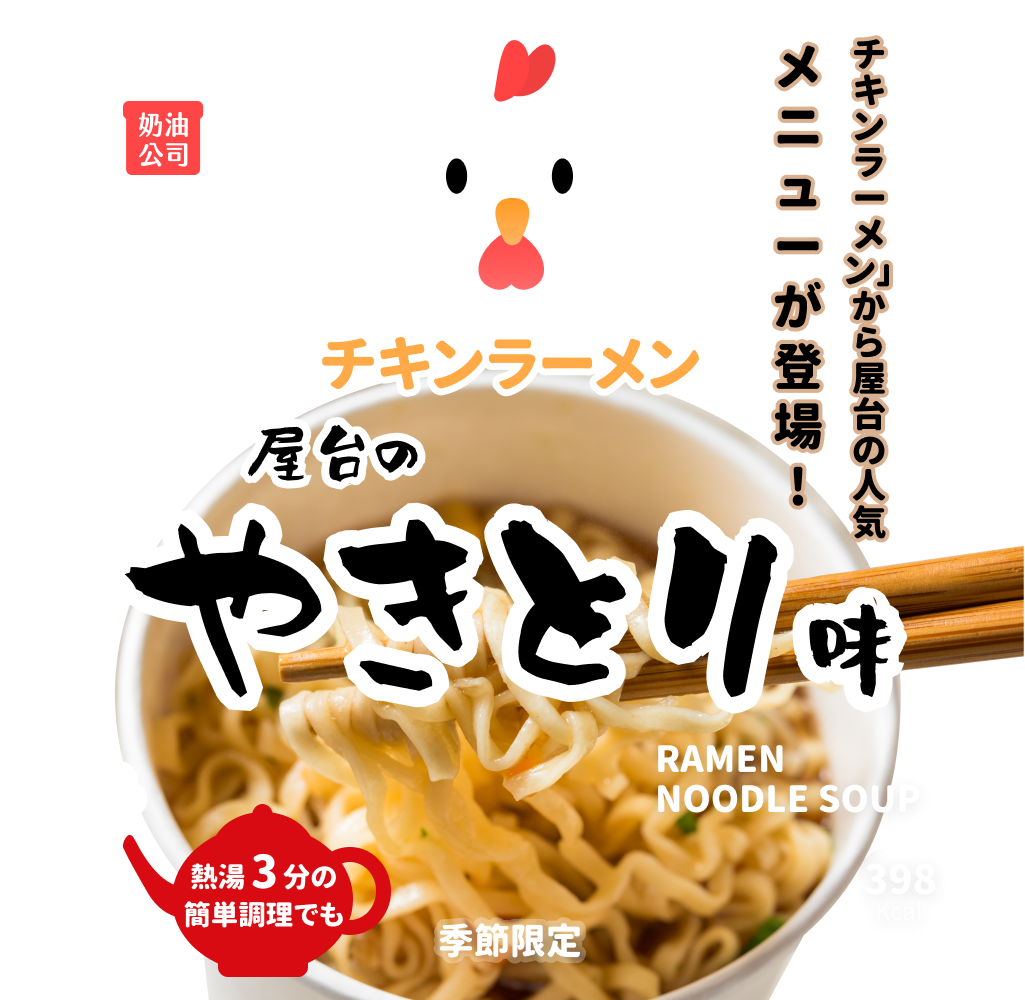 奶油
公司
チキンラーメン」から屋台の人気
メニューが登場！
チキンラーメン
屋台の
やきとり味
RAMEN
NOODLE SOUP
398
Kcal
熱湯3分の
簡単調理でも
季節限定